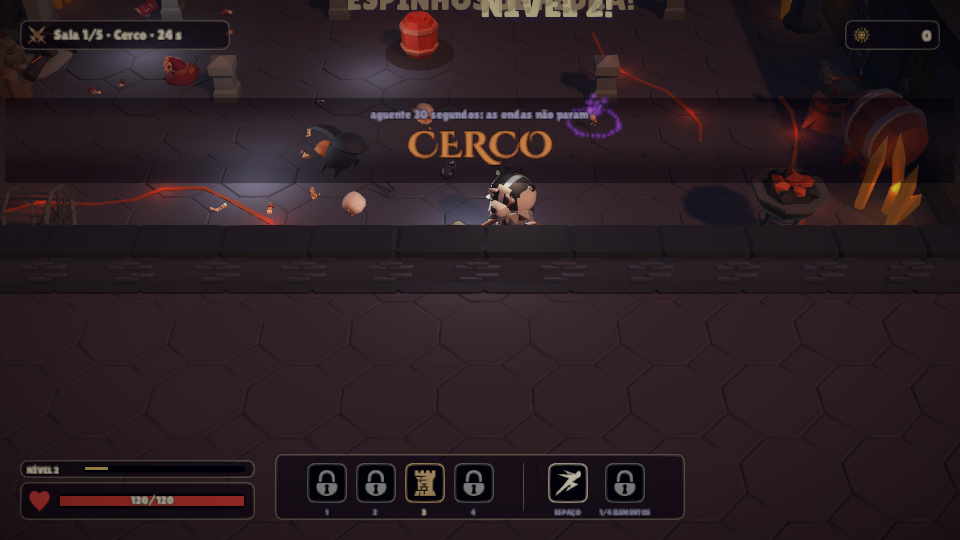 NÍVEL 2!
Sala 1/5 · Cerco · 24 s
0
aguente 30 segundos: as ondas não param
CERCO
NÍVEL 2
120/120
1
2
3
4
ESPAÇO
1/4 ELEMENTOS